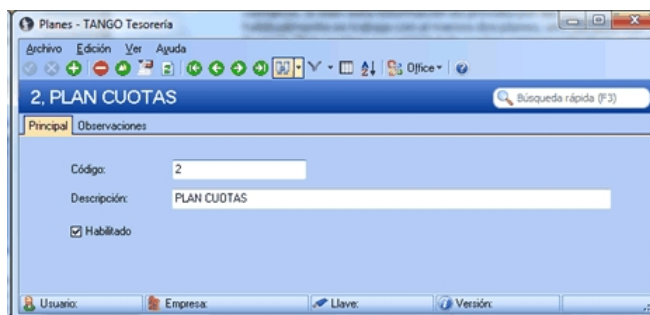 Planes - TANGO Tesorería
Archivo Edición Ver Ayuda
Office
2, PLAN CUOTAS
Búsqueda rápida (F3)
Principal Observaciones
Código: 2
Descripción: PLAN CUOTAS
Habilitado
Usuario: Empresa: Llave: Versión: